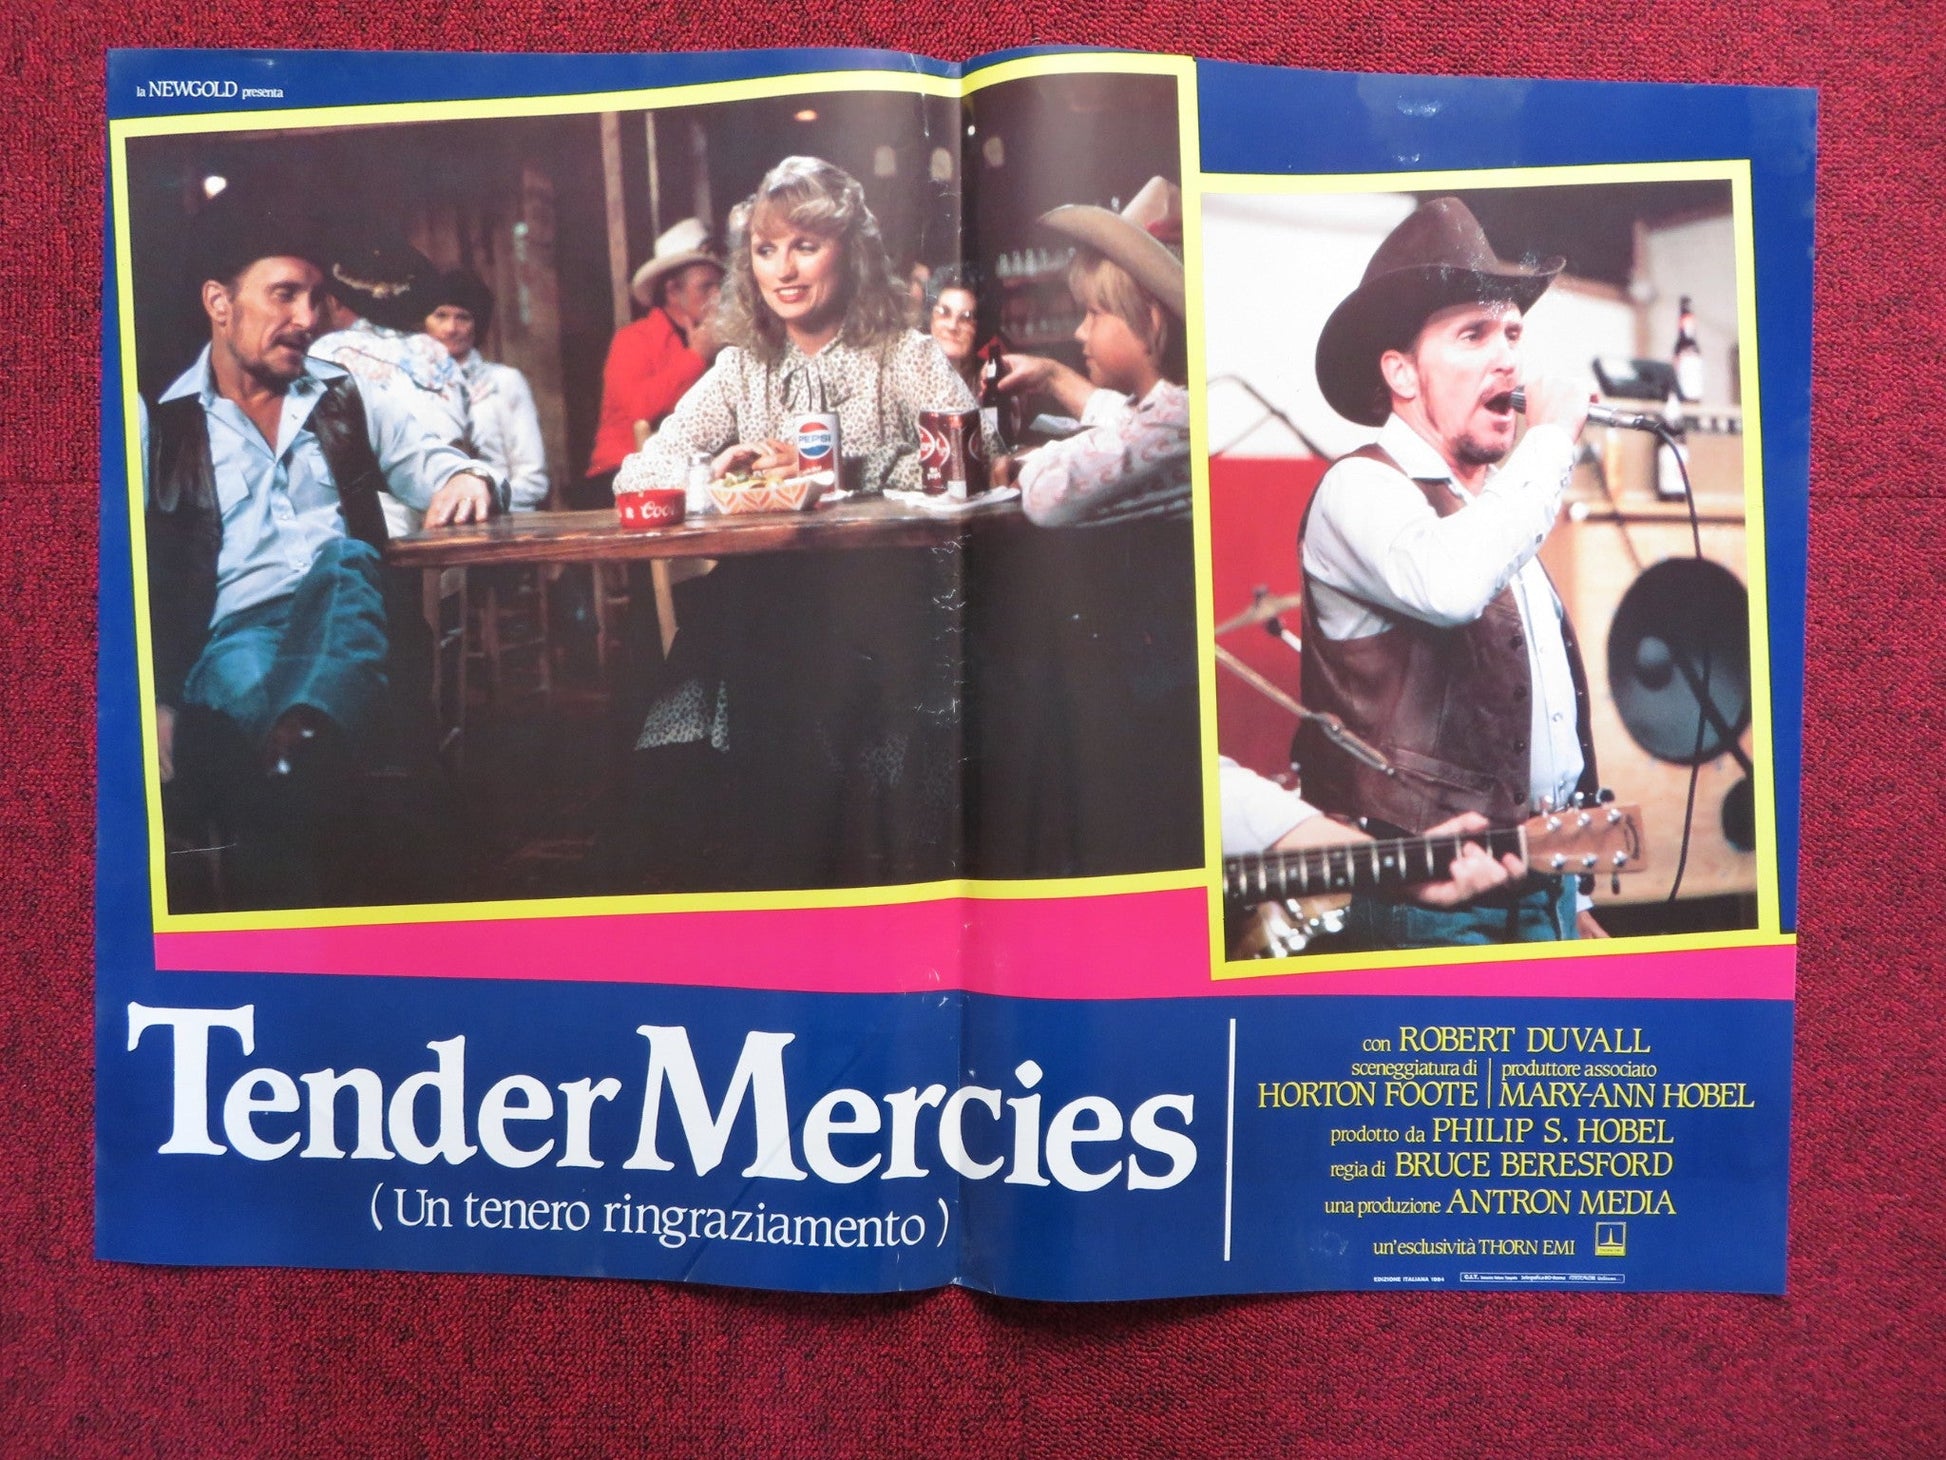 la NEWGOLD presenta
PEPSI
Coor
Tender Mercies
(Un tenero ringraziamento)
con ROBERT DUVALL
sceneggiatura di
HORTON FOOTE
produttore associato
MARY-ANN HOBEL
prodotto da PHILIP S. HOBEL
regia di BRUCE BERESFORD
una produzione ANTRON MEDIA
un'esclusività THORN EMI
EDIZIONE ITALIANA 1984